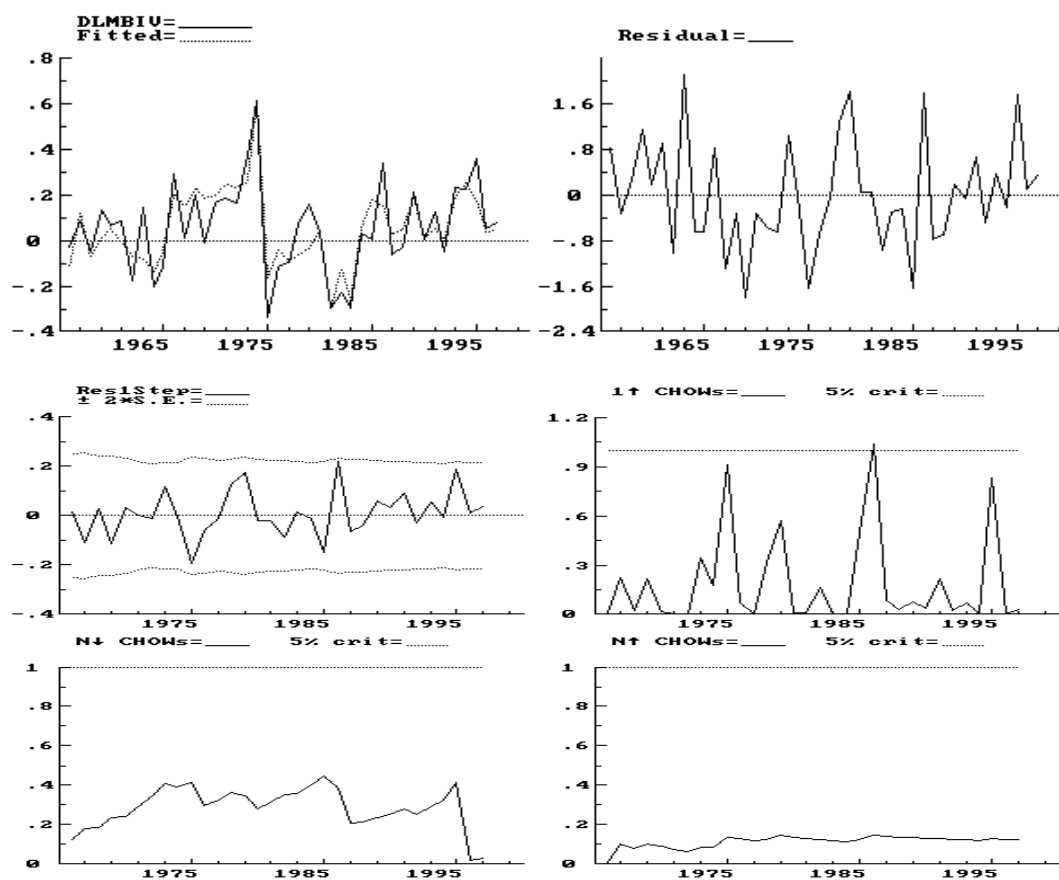 DLMBIV=
Fitted=
.8
.6
.4
.2
0
-.2
-.4
1965 1975 1985 1995
Residual=
1.6
.8
0
-.8
-1.6
-2.4
1965 1975 1985 1995
Res1Step=
± 2*S.E.=
.4
.2
0
-.2
-.4
1975 1985 1995
1↑ CHOWs= 5% crit=
1.2
.9
.6
.3
0
1975 1985 1995
N↓ CHOWs= 5% crit=
1
.8
.6
.4
.2
0
1975 1985 1995
N↑ CHOWs= 5% crit=
1
.8
.6
.4
.2
0
1975 1985 1995